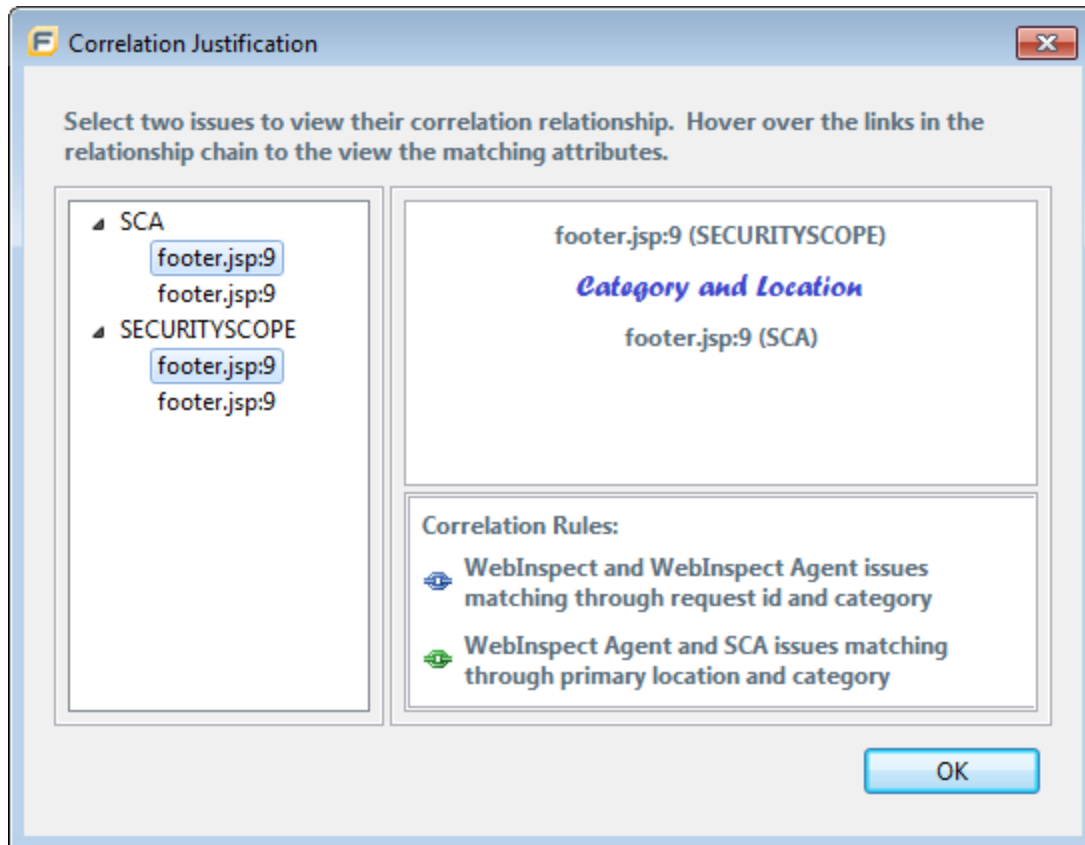 Correlation Justification
Select two issues to view their correlation relationship. Hover over the links in the
relationship chain to the view the matching attributes.
SCA
footer.jsp:9
footer.jsp:9
SECURITYSCOPE
footer.jsp:9
footer.jsp:9
footer.jsp:9 (SECURITYSCOPE)
Category and Location
footer.jsp:9 (SCA)
Correlation Rules:
WebInspect and WebInspect Agent issues
matching through request id and category
WebInspect Agent and SCA issues matching
through primary location and category
OK